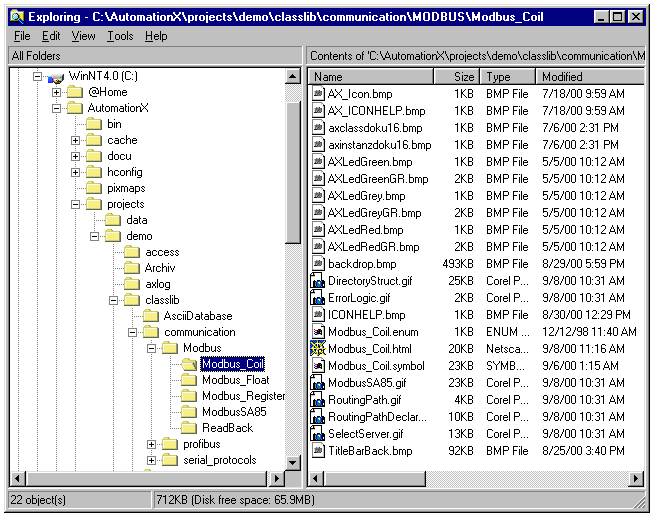 Exploring - C:\AutomationX\projects\demo\classlib\communication\MODBUS\Modbus_Coil
File Edit View Tools Help
All Folders
Contents of 'C:\AutomationX\projects\demo\classlib\communication\M
WinNT4.0 (C:)
@Home
AutomationX
bin
cache
docu
hconfig
pixmaps
projects
data
demo
access
Archiv
axlog
classlib
AsciiDatabase
communication
Modbus
Modbus_Coil
Modbus_Float
Modbus_Register
ModbusSA85
ReadBack
profibus
serial_protocols
Name Size Type Modified
AX_Icon.bmp 1KB BMP File 7/18/00 9:59 AM
AX_ICONHELP.bmp 1KB BMP File 7/18/00 9:59 AM
axclassdoku16.bmp 1KB BMP File 7/6/00 2:31 PM
axinstanzdoku16.bmp 1KB BMP File 7/6/00 2:31 PM
AXLedGreen.bmp 1KB BMP File 5/5/00 10:12 AM
AXLedGreenGR.bmp 2KB BMP File 5/5/00 10:12 AM
AXLedGrey.bmp 1KB BMP File 5/5/00 10:12 AM
AXLedGreyGR.bmp 2KB BMP File 5/5/00 10:12 AM
AXLedRed.bmp 1KB BMP File 5/5/00 10:12 AM
AXLedRedGR.bmp 2KB BMP File 5/5/00 10:12 AM
backdrop.bmp 493KB BMP File 8/29/00 5:59 PM
DirectoryStruct.gif 25KB Corel P... 9/8/00 10:31 AM
ErrorLogic.gif 2KB Corel P... 9/8/00 10:31 AM
ICONHELP.bmp 1KB BMP File 8/30/00 12:29 PM
Modbus_Coil.enum 1KB ENUM ... 12/12/98 11:40 AM
Modbus_Coil.html 20KB Netsca... 9/8/00 11:16 AM
Modbus_Coil.symbol 23KB SYMB... 9/6/00 1:15 AM
ModbusSA85.gif 23KB Corel P... 9/8/00 10:31 AM
RoutingPath.gif 4KB Corel P... 9/8/00 10:31 AM
RoutingPathDeclar... 10KB Corel P... 9/8/00 10:31 AM
SelectServer.gif 13KB Corel P... 9/8/00 10:31 AM
TitleBarBack.bmp 92KB BMP File 8/25/00 3:40 PM
22 object(s) 712KB (Disk free space: 65.9MB)